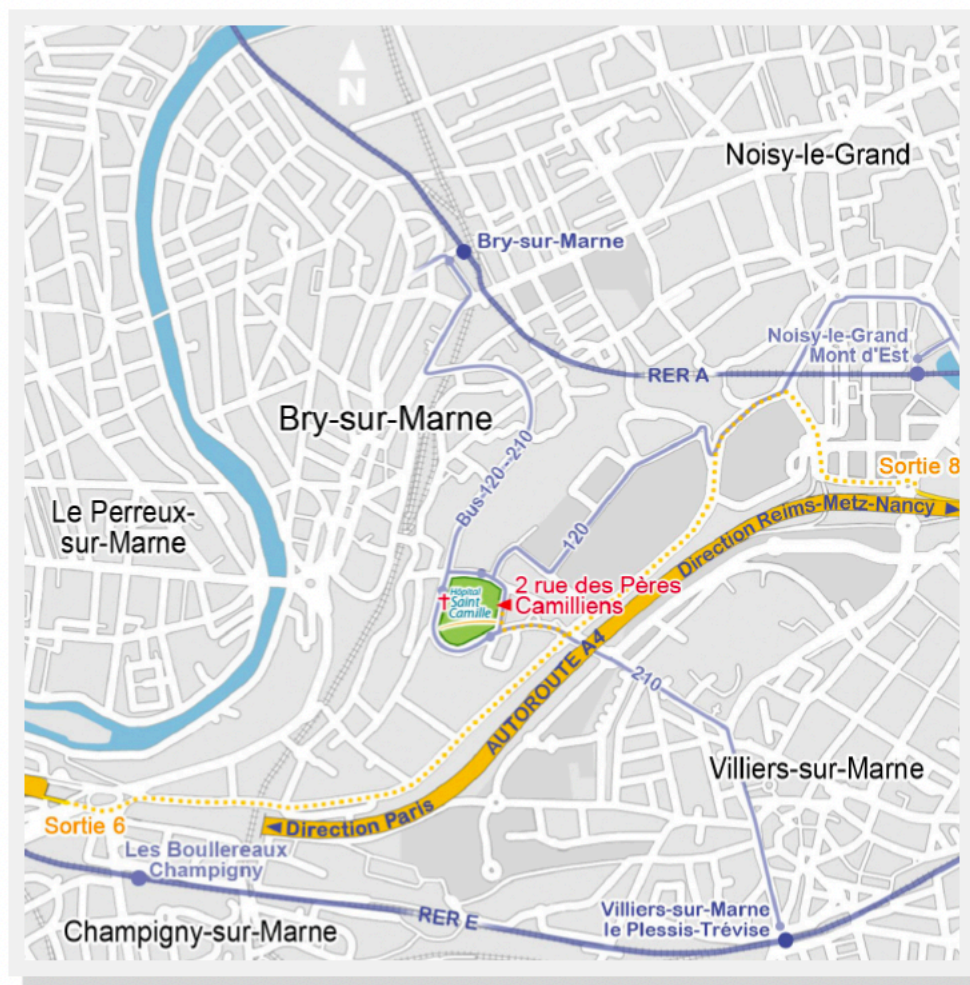 N
Noisy-le-Grand
Bry-sur-Marne
Noisy-le-Grand
Mont d'Est
RER A
Bry-sur-Marne
Bus-120 - 210
Sortie 8
Le Perreux-
sur-Marne
Direction Reims-Metz-Nancy
120
2 rue des Pères
Camilliens
Hôpital
Saint
Camille
AUTOROUTE A4
210
Villiers-sur-Marne
Sortie 6
Direction Paris
Les Boullereaux
Champigny
RER E
Villiers-sur-Marne
le Plessis-Trévise
Champigny-sur-Marne